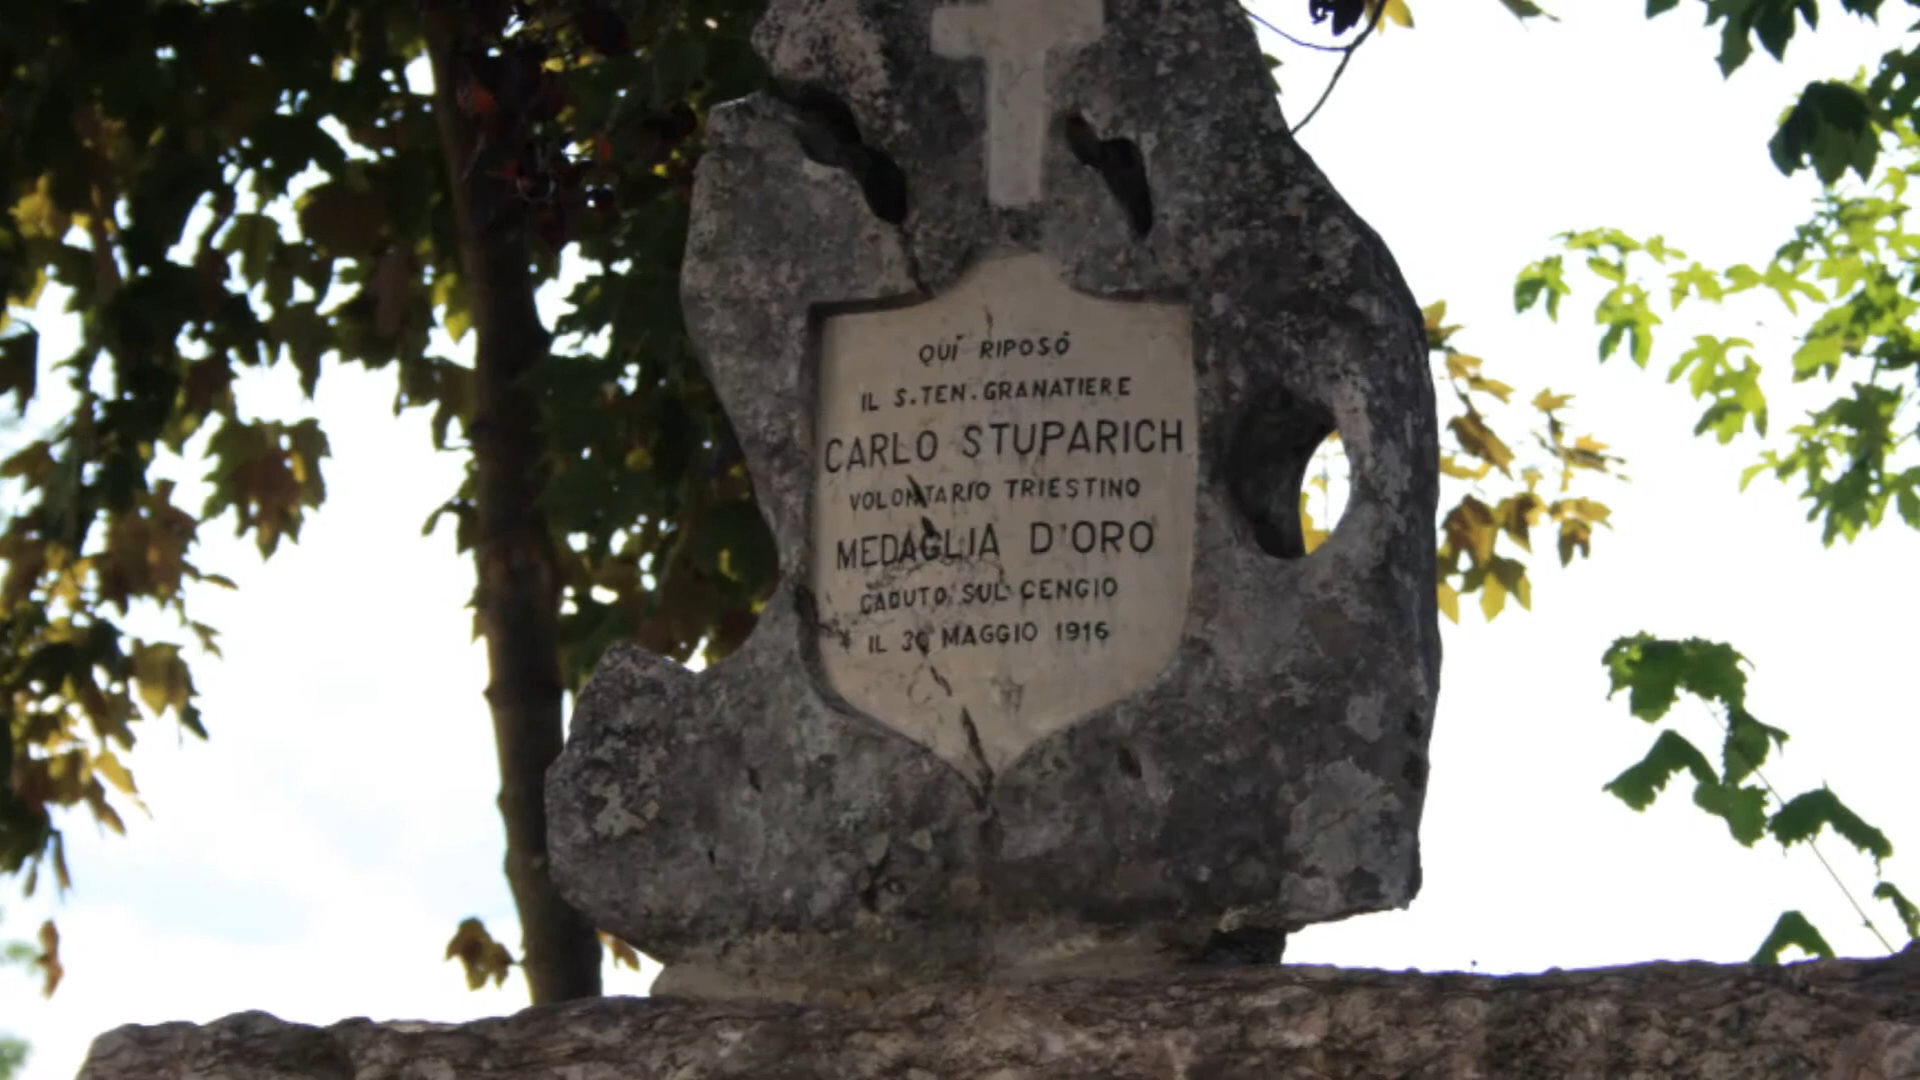 QUI RIPOSÒ
IL S.TEN. GRANATIERE
CARLO STUPARICH
VOLONTARIO TRIESTINO
MEDAGLIA D'ORO
CADUTO SUL CENGIO
IL 30 MAGGIO 1916